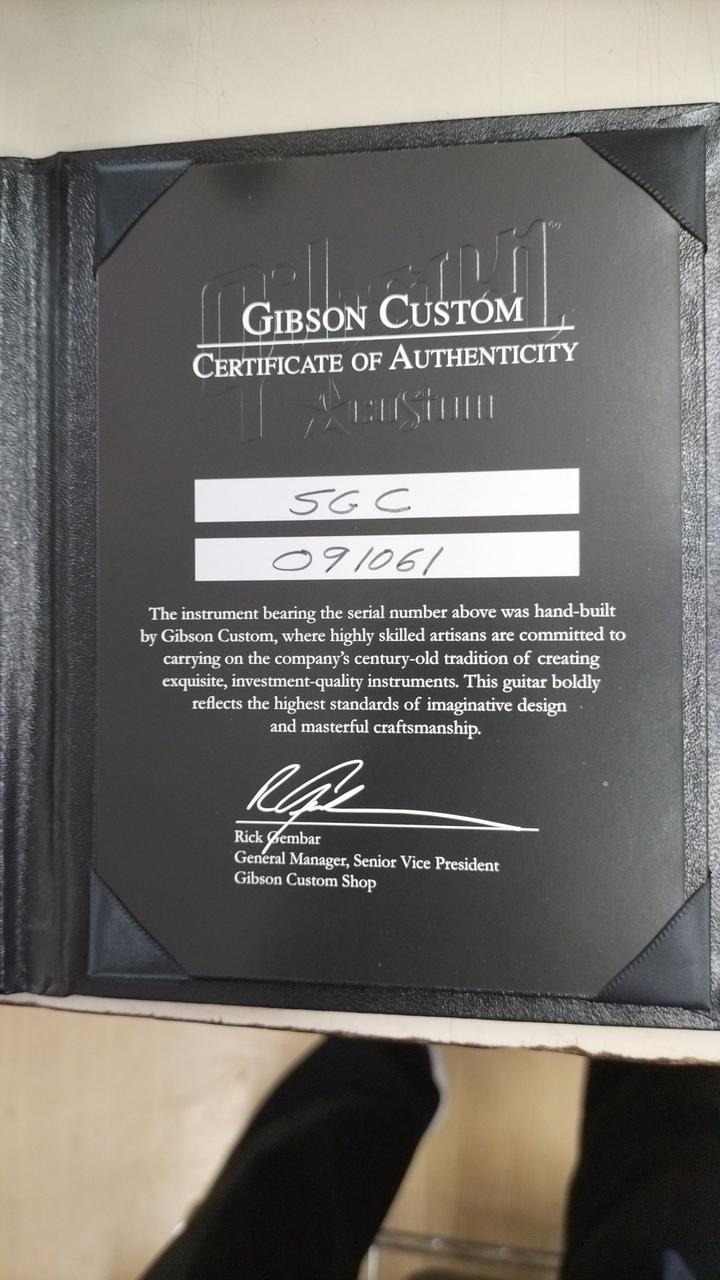 Gibson
GIBSON CUSTOM
CERTIFICATE OF AUTHENTICITY
Custom
SGC
091061
The instrument bearing the serial number above was hand-built
by Gibson Custom, where highly skilled artisans are committed to
carrying on the company's century-old tradition of creating
exquisite, investment-quality instruments. This guitar boldly
reflects the highest standards of imaginative design
and masterful craftsmanship.
Rick Gembar
General Manager, Senior Vice President
Gibson Custom Shop